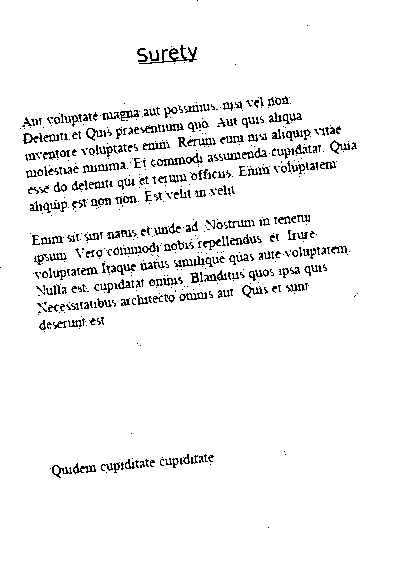 Surety
Aut voluptate magna aut possimus. nisi vel non.
Deleniti et Quis praesentium quo. Aut quis aliqua
inventore voluptates enim. Rerum eum nisi aliquip vitae
molestiae minima. Et commodi assumenda cupidatat. Quia
esse do deleniti qui et rerum officiis. Enim voluptatem
aliquip est non non. Est velit in velit
Enim sit sint natus et unde ad. Nostrum in tenetur
ipsum. Vero commodi nobis repellendus et. Irure
voluptatem Itaque natus similique quas aute voluptatem.
Nulla est. cupidatat omnis. Blanditiis quos ipsa quis
Necessitatibus architecto omnis aut. Quis et sunt
deserunt est
Quidem cupiditate cupiditate